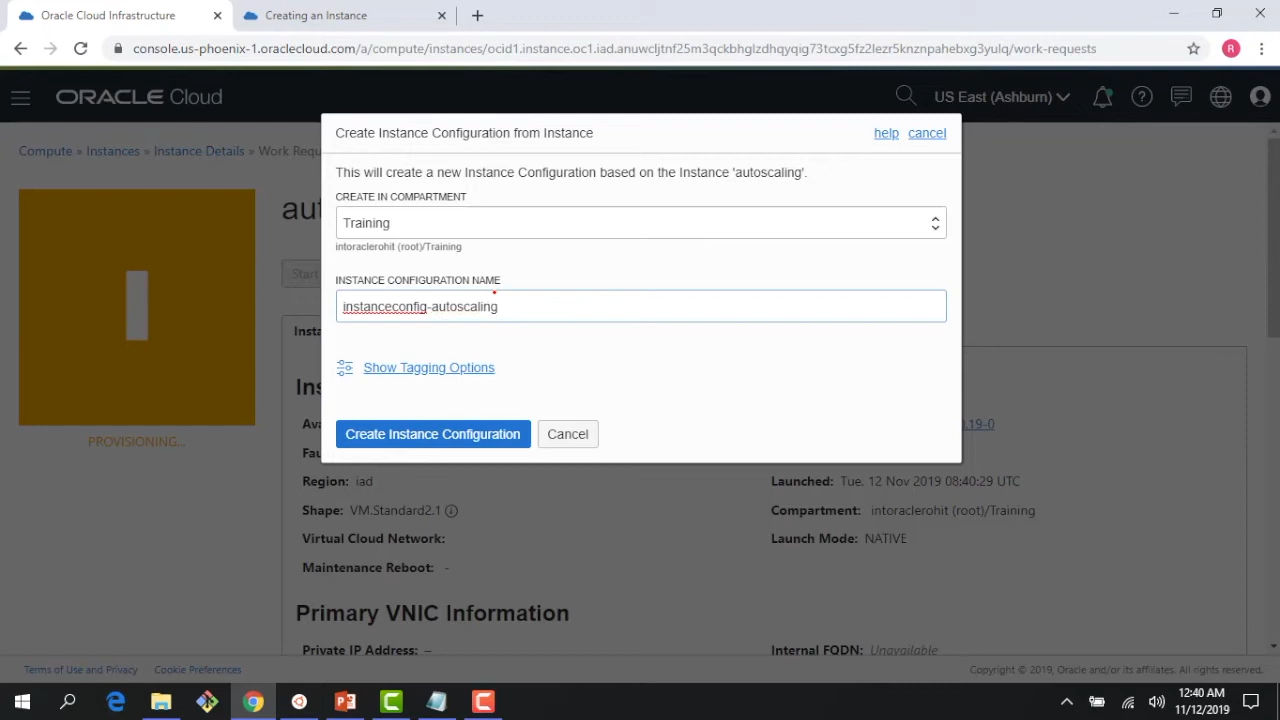 Oracle Cloud Infrastructure
Creating an Instance
console.us-phoenix-1.oraclecloud.com/a/compute/instances/ocid1.instance.oc1.iad.anuwcljtnf25m3qckbhglzdhqyqig73tcxg5fz2lezr5knznpahebxg3yulq/work-requests
R
ORACLE Cloud
US East (Ashburn)
Create Instance Configuration from Instance
help cancel
Compute » Instances » Instance Details » Work Requ
This will create a new Instance Configuration based on the Instance 'autoscaling'.
CREATE IN COMPARTMENT
Training
intoraclerohit (root)/Training
INSTANCE CONFIGURATION NAME
instanceconfig-autoscaling
Show Tagging Options
Create Instance Configuration
Cancel
au
Start
PROVISIONING...
Insta
Ins
Ava
.19-0
Fau
Region: iad
Launched: Tue, 12 Nov 2019 08:40:29 UTC
Shape: VM.Standard2.1
Compartment: intoraclerohit (root)/Training
Virtual Cloud Network:
Launch Mode: NATIVE
Maintenance Reboot: -
Primary VNIC Information
Private IP Address: –
Internal FQDN: Unavailable
Terms of Use and Privacy
Cookie Preferences
Copyright © 2019, Oracle and/or its affiliates. All rights reserved.
12:40 AM
11/12/2019